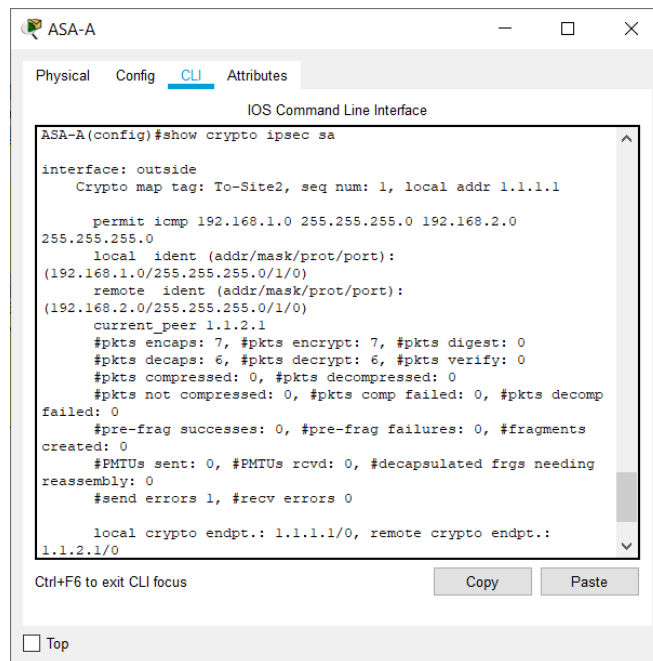 ASA-A
Physical Config CLI Attributes
IOS Command Line Interface
ASA-A(config)#show crypto ipsec sa
interface: outside
Crypto map tag: To-Site2, seq num: 1, local addr 1.1.1.1
permit icmp 192.168.1.0 255.255.255.0 192.168.2.0
255.255.255.0
local ident (addr/mask/prot/port):
(192.168.1.0/255.255.255.0/1/0)
remote ident (addr/mask/prot/port):
(192.168.2.0/255.255.255.0/1/0)
current_peer 1.1.2.1
#pkts encaps: 7, #pkts encrypt: 7, #pkts digest: 0
#pkts decaps: 6, #pkts decrypt: 6, #pkts verify: 0
#pkts compressed: 0, #pkts decompressed: 0
#pkts not compressed: 0, #pkts comp failed: 0, #pkts decomp
failed: 0
#pre-frag successes: 0, #pre-frag failures: 0, #fragments
created: 0
#PMTUs sent: 0, #PMTUs rcvd: 0, #decapsulated frgs needing
reassembly: 0
#send errors 1, #recv errors 0
local crypto endpt.: 1.1.1.1/0, remote crypto endpt.:
1.1.2.1/0
Ctrl+F6 to exit CLI focus Copy Paste
Top